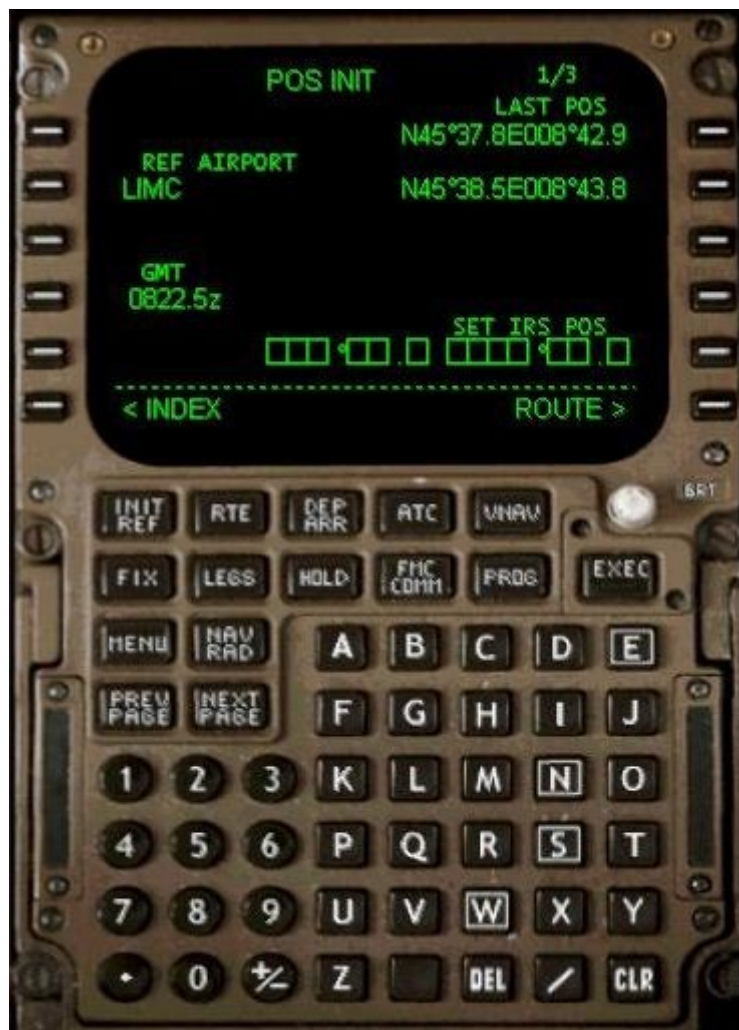 POS INIT 1/3
LAST POS
N45°37.8E008°42.9
REF AIRPORT
LIMC N45°38.5E008°43.8
GMT
0822.5z
SET IRS POS
□□□°□□.□ □□□□°□□.□
< INDEX ROUTE >
BRT
INIT REF RTE DEP ARR ATC VNAV
FIX LEGS HOLD FMC COMM PROG EXEC
MENU NAV RAD A B C D E
PREV PAGE NEXT PAGE F G H I J
1 2 3 K L M N O
4 5 6 P Q R S T
7 8 9 U V W X Y
. 0 +/- Z DEL / CLR